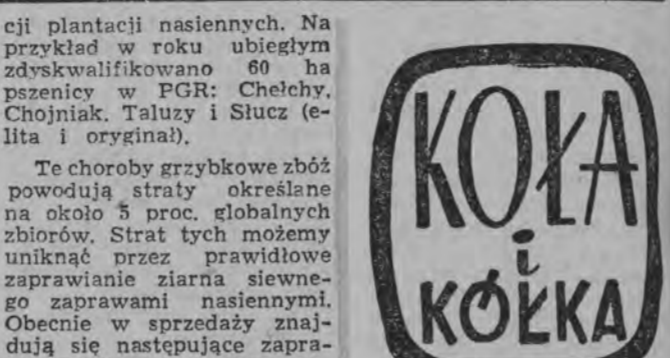 cji plantacji nasiennych. Na
przykład w roku ubiegłym
zdyskwalifikowano 60 ha
pszenicy w PGR: Chełchy,
Chojniak. Taluzy i Słucz (e-
lita i oryginał).
Te choroby grzybkowe zbóż
powodują straty określane
na około 5 proc. globalnych
zbiorów. Strat tych możemy
uniknąć przez prawidłowe
zaprawianie ziarna siewne-
go zaprawami nasiennymi.
Obecnie w sprzedaży znaj-
dują się następujące zapra-
KOŁA
i
KÓŁKA